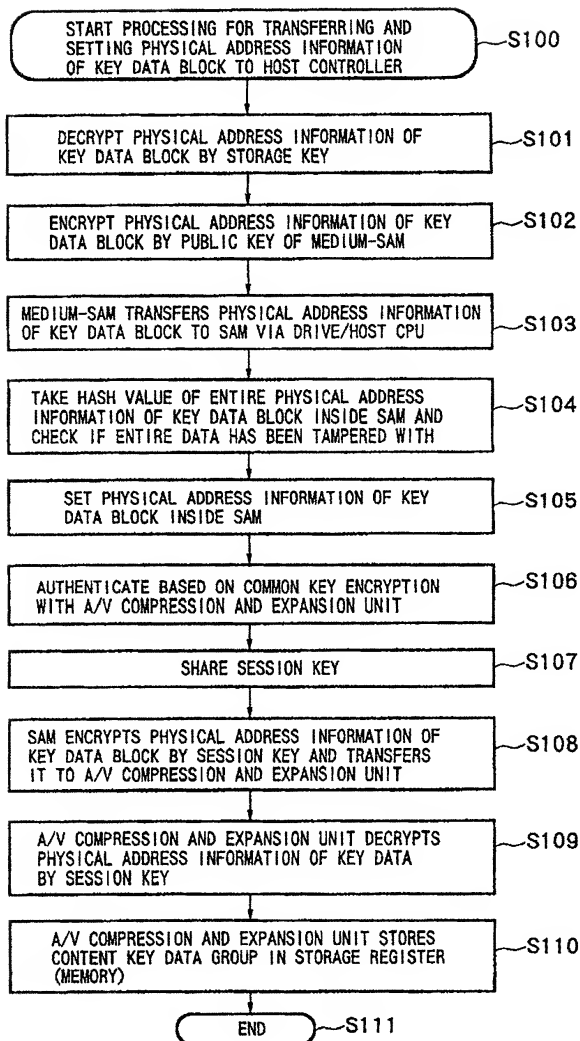 START PROCESSING FOR TRANSFERRING AND
SETTING PHYSICAL ADDRESS INFORMATION
OF KEY DATA BLOCK TO HOST CONTROLLER
S100
DECRYPT PHYSICAL ADDRESS INFORMATION OF
KEY DATA BLOCK BY STORAGE KEY
S101
ENCRYPT PHYSICAL ADDRESS INFORMATION OF KEY
DATA BLOCK BY PUBLIC KEY OF MEDIUM-SAM
S102
MEDIUM-SAM TRANSFERS PHYSICAL ADDRESS INFORMATION
OF KEY DATA BLOCK TO SAM VIA DRIVE/HOST CPU
S103
TAKE HASH VALUE OF ENTIRE PHYSICAL ADDRESS
INFORMATION OF KEY DATA BLOCK INSIDE SAM AND
CHECK IF ENTIRE DATA HAS BEEN TAMPERED WITH
S104
SET PHYSICAL ADDRESS INFORMATION OF KEY
DATA BLOCK INSIDE SAM
S105
AUTHENTICATE BASED ON COMMON KEY ENCRYPTION
WITH A/V COMPRESSION AND EXPANSION UNIT
S106
SHARE SESSION KEY
S107
SAM ENCRYPTS PHYSICAL ADDRESS INFORMATION OF
KEY DATA BLOCK BY SESSION KEY AND TRANSFERS
IT TO A/V COMPRESSION AND EXPANSION UNIT
S108
A/V COMPRESSION AND EXPANSION UNIT DECRYPTS
PHYSICAL ADDRESS INFORMATION OF KEY DATA
BY SESSION KEY
S109
A/V COMPRESSION AND EXPANSION UNIT STORES
CONTENT KEY DATA GROUP IN STORAGE REGISTER
(MEMORY)
S110
END
S111